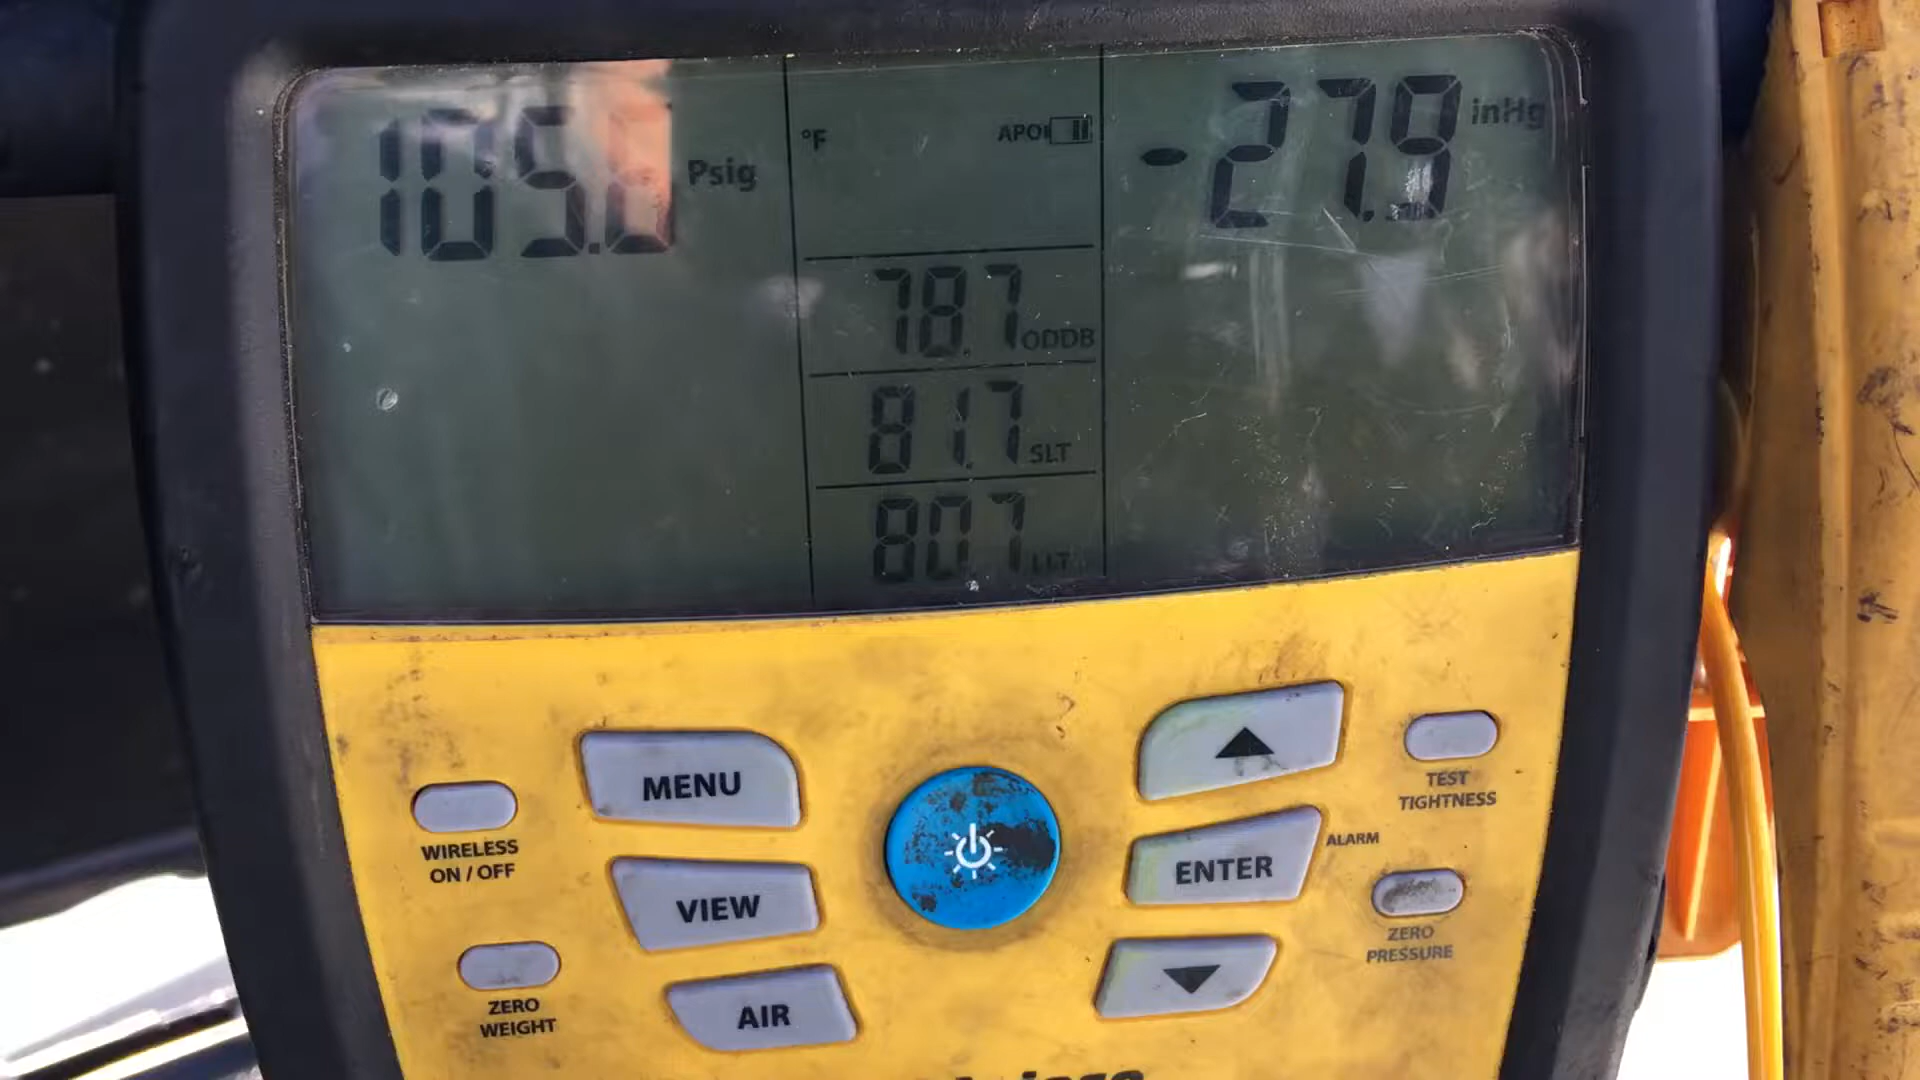 105.0 Psig
°F APO
-27.9 inHg
78.7 ODDB
81.7 SLT
80.7 LLT
MENU
WIRELESS
ON / OFF
VIEW
ZERO
WEIGHT
AIR
TEST
TIGHTNESS
ENTER
ALARM
ZERO
PRESSURE